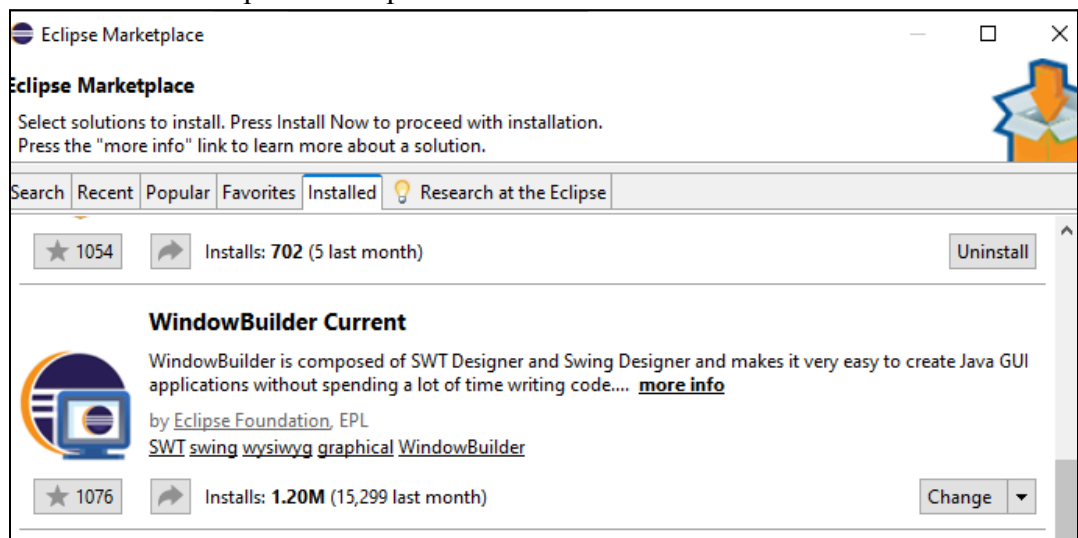 Eclipse Marketplace
Eclipse Marketplace
Select solutions to install. Press Install Now to proceed with installation.
Press the "more info" link to learn more about a solution.
Search Recent Popular Favorites Installed Research at the Eclipse
1054 Installs: 702 (5 last month) Uninstall
WindowBuilder Current
WindowBuilder is composed of SWT Designer and Swing Designer and makes it very easy to create Java GUI
applications without spending a lot of time writing code.... more info
by Eclipse Foundation, EPL
SWT swing wysiwyg graphical WindowBuilder
1076 Installs: 1.20M (15,299 last month) Change